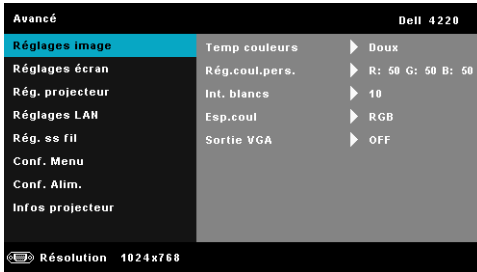 Avancé Dell 4220
Réglages image Temp couleurs Doux
Réglages écran Rég.coul.pers. R: 50 G: 50 B: 50
Rég. projecteur Int. blancs 10
Réglages LAN Esp.coul RGB
Rég. ss fil Sortie VGA OFF
Conf. Menu
Conf. Alim.
Infos projecteur
Résolution 1024x768